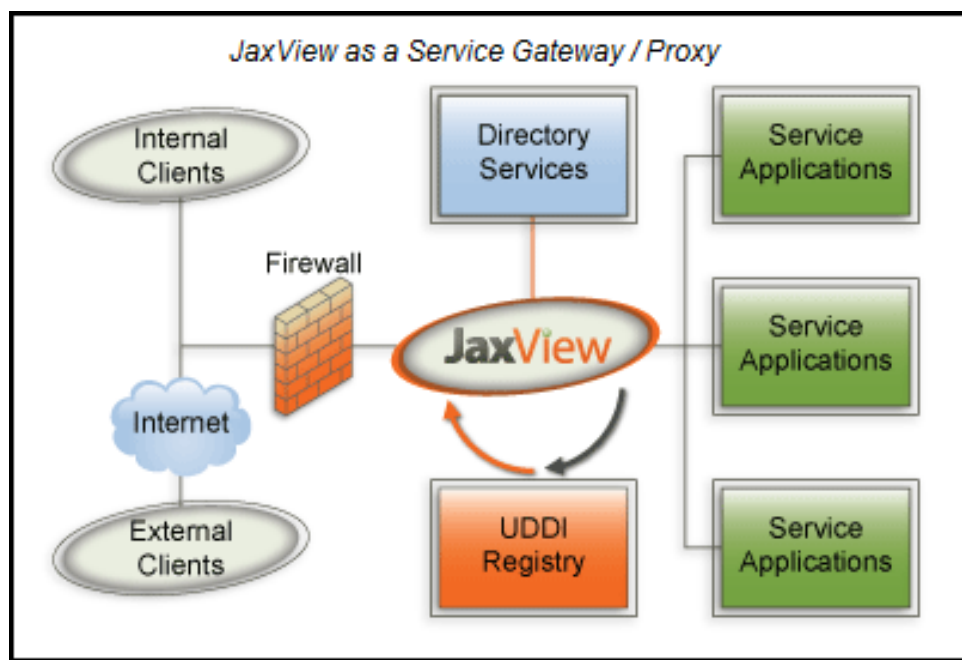 JaxView as a Service Gateway / Proxy
Internal
Clients
Directory
Services
Service
Applications
Firewall
JaxView
Service
Applications
Internet
External
Clients
UDDI
Registry
Service
Applications